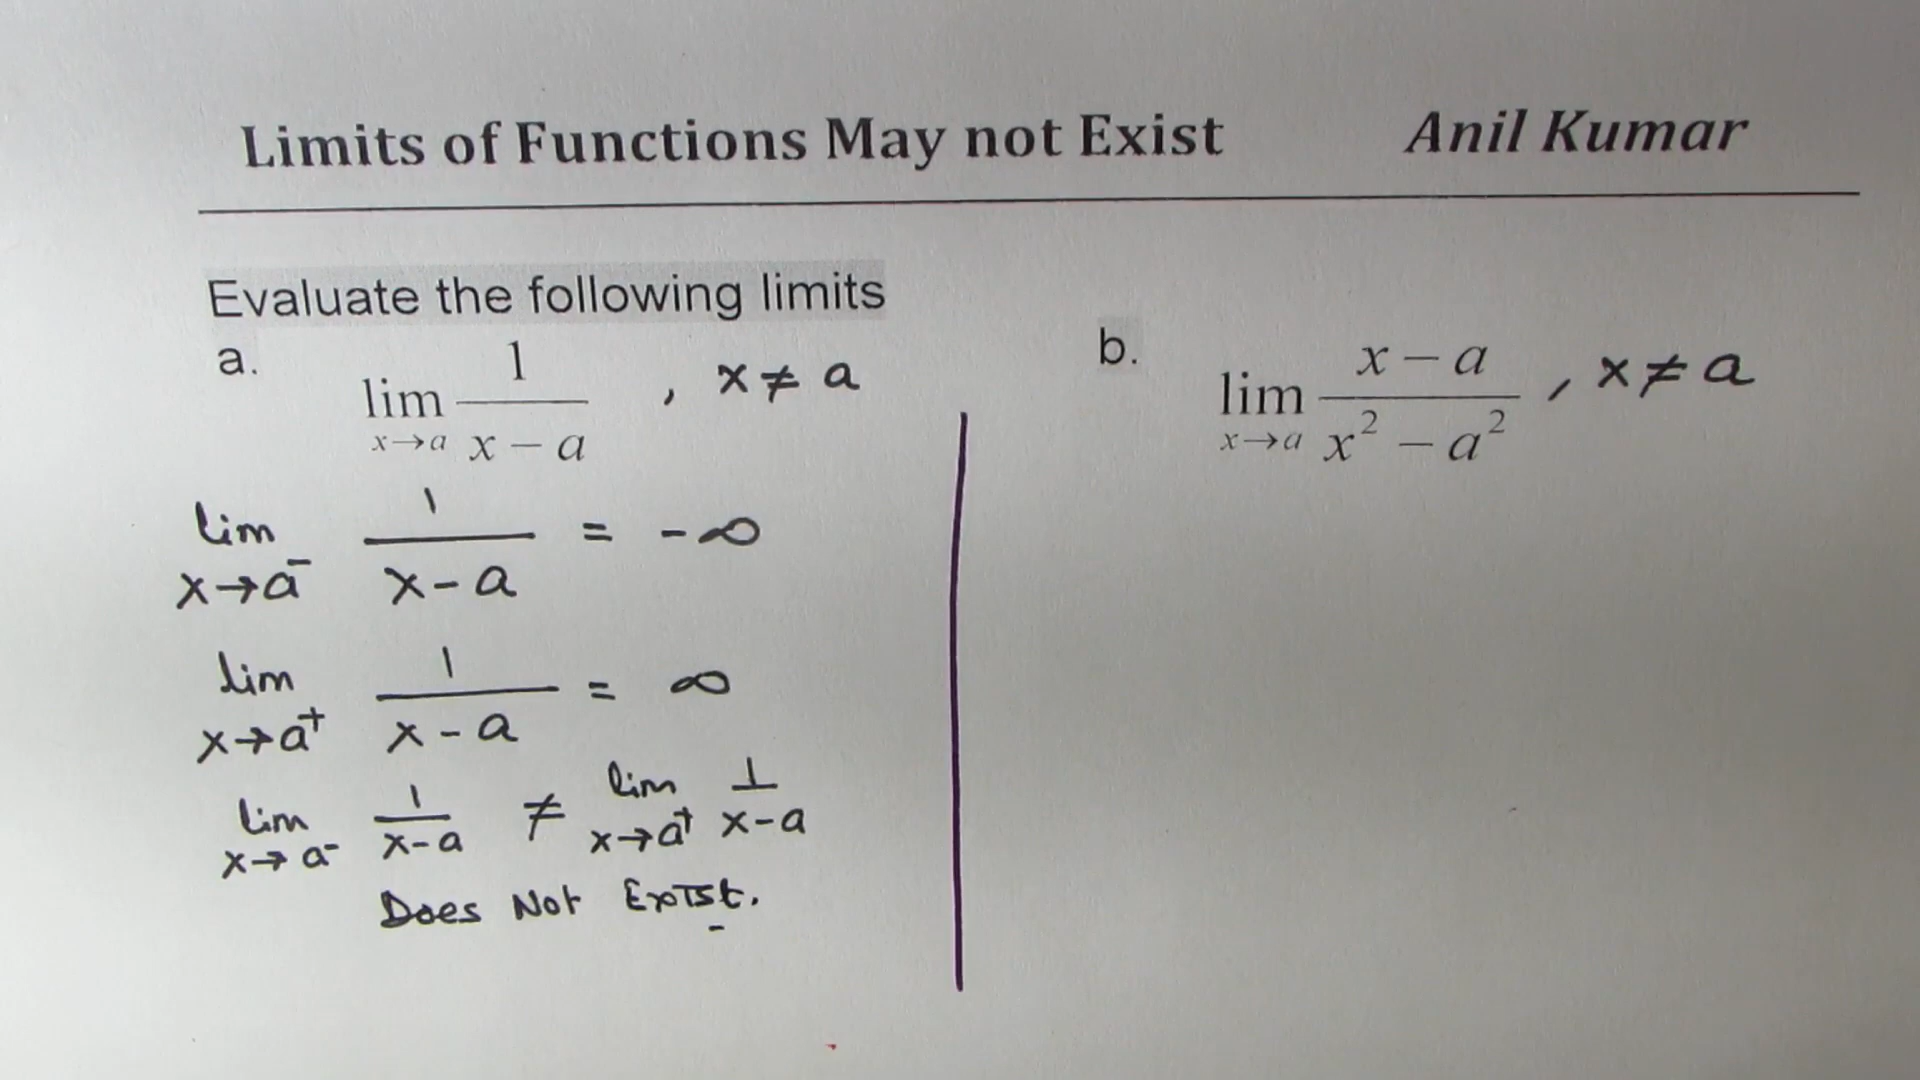 Limits of Functions May not Exist Anil Kumar
Evaluate the following limits
a. lim x→a 1/(x − a) , x ≠ a
lim x→a⁻ 1/(x − a) = −∞
lim x→a⁺ 1/(x − a) = ∞
lim x→a⁻ 1/(x − a) ≠ lim x→a⁺ 1/(x − a)
Does Not Exist.
b. lim x→a (x − a)/(x² − a²) , x ≠ a